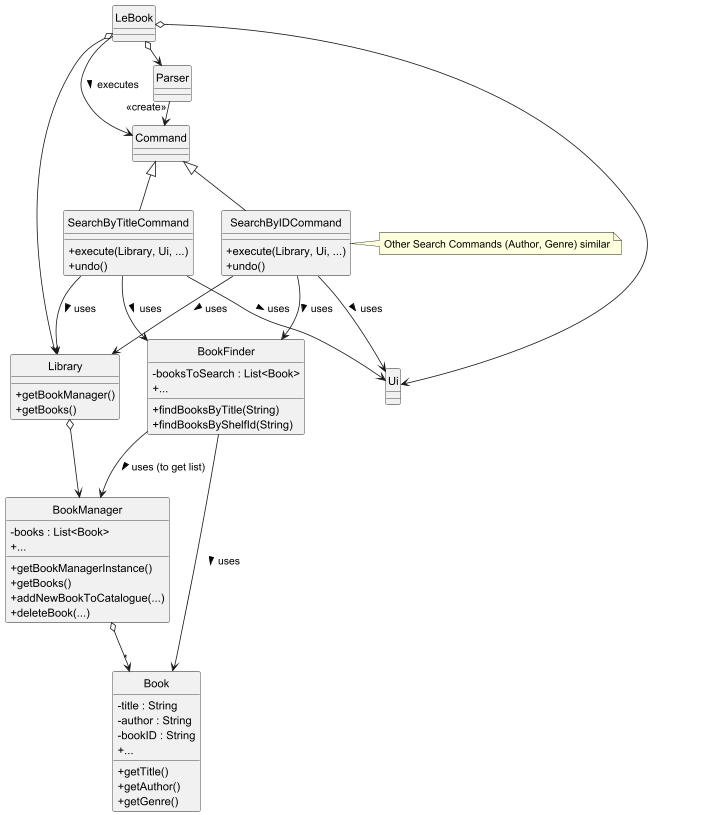 LeBook
Parser
executes
«create»
Command
SearchByTitleCommand
+execute(Library, Ui, ...)
+undo()
SearchByIDCommand
+execute(Library, Ui, ...)
+undo()
Other Search Commands (Author, Genre) similar
uses
uses
uses
uses
uses
uses
Library
+getBookManager()
+getBooks()
BookFinder
-booksToSearch : List<Book>
+...
+findBooksByTitle(String)
+findBooksByShelfId(String)
Ui
uses (to get list)
BookManager
-books : List<Book>
+...
+getBookManagerInstance()
+getBooks()
+addNewBookToCatalogue(...)
+deleteBook(...)
uses
*
Book
-title : String
-author : String
-bookID : String
+...
+getTitle()
+getAuthor()
+getGenre()